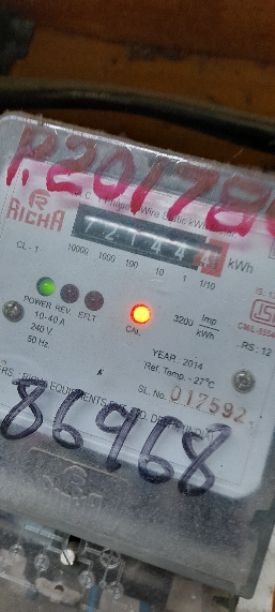 P.20178
RICHA
72144
kWh
CL - 1
10000 1000 100 10 1 1/10
POWER REV. EFLT
10-40 A
240 V.
50 Hz.
CAL.
3200 Imp/kWh
YEAR : 2014
Ref. Temp. - 27°C
SL. No. 017592
86968